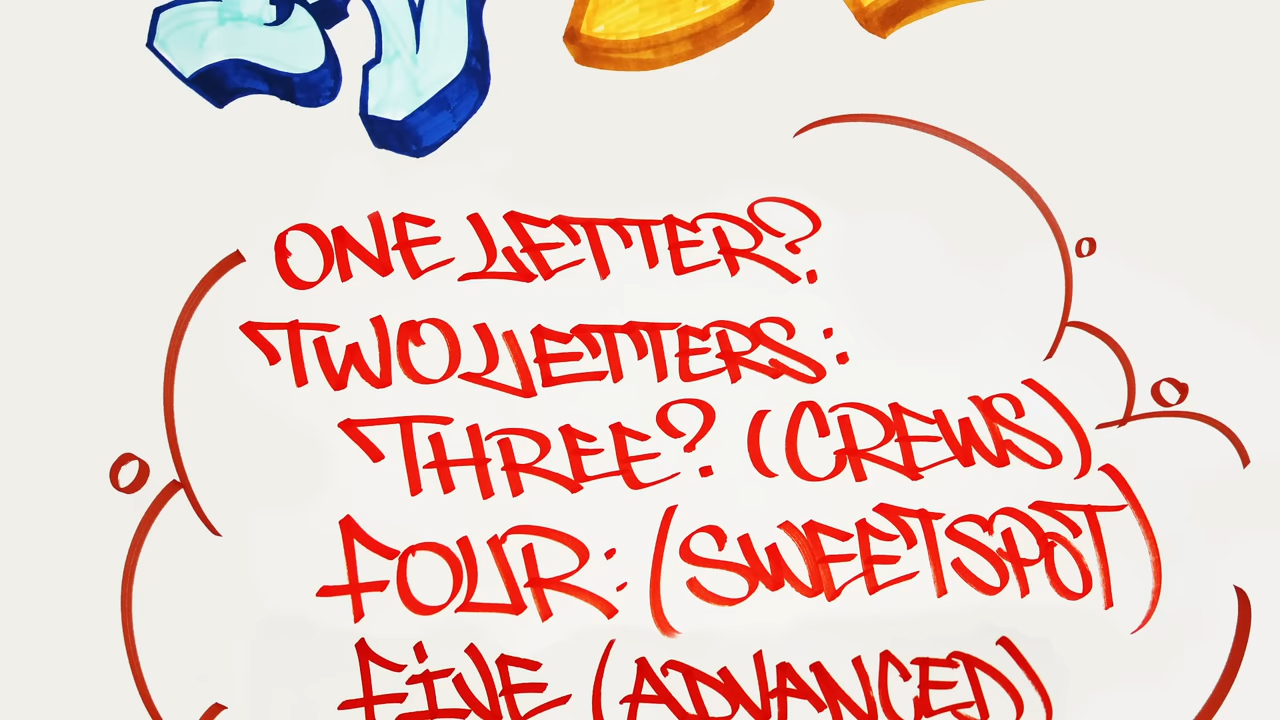 ONE LETTER?
TWO LETTERS:
THREE? (CREWS)
FOUR: (SWEETSPOT)
FIVE (ADVANCED)